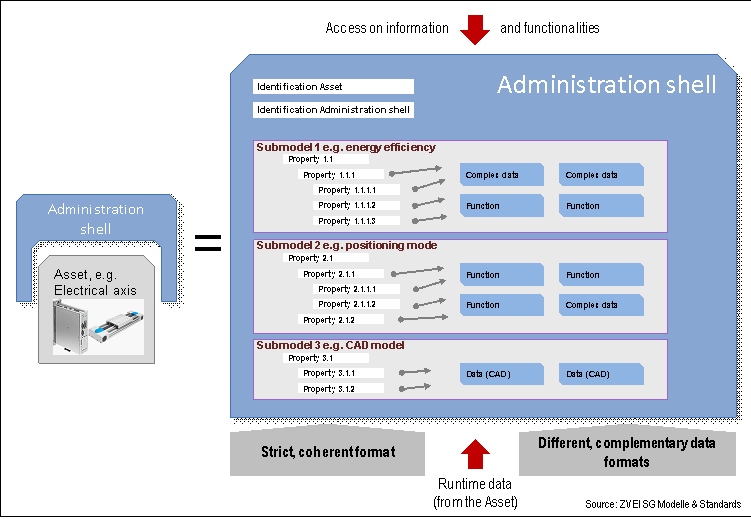 Access on information and functionalities
Administration shell
Identification Asset
Identification Administration shell
Submodel 1 e.g. energy efficiency
Property 1.1
Property 1.1.1
Property 1.1.1.1
Property 1.1.1.2
Property 1.1.1.3
Complex data
Complex data
Function
Function
Submodel 2 e.g. positioning mode
Property 2.1
Property 2.1.1
Property 2.1.1.1
Property 2.1.1.2
Property 2.1.2
Function
Function
Function
Complex data
Submodel 3 e.g. CAD model
Property 3.1
Property 3.1.1
Property 3.1.2
Data (CAD)
Data (CAD)
Administration
shell
Asset, e.g.
Electrical axis
=
Strict, coherent format
Different, complementary data
formats
Runtime data
(from the Asset)
Source: ZVEI SG Modelle & Standards